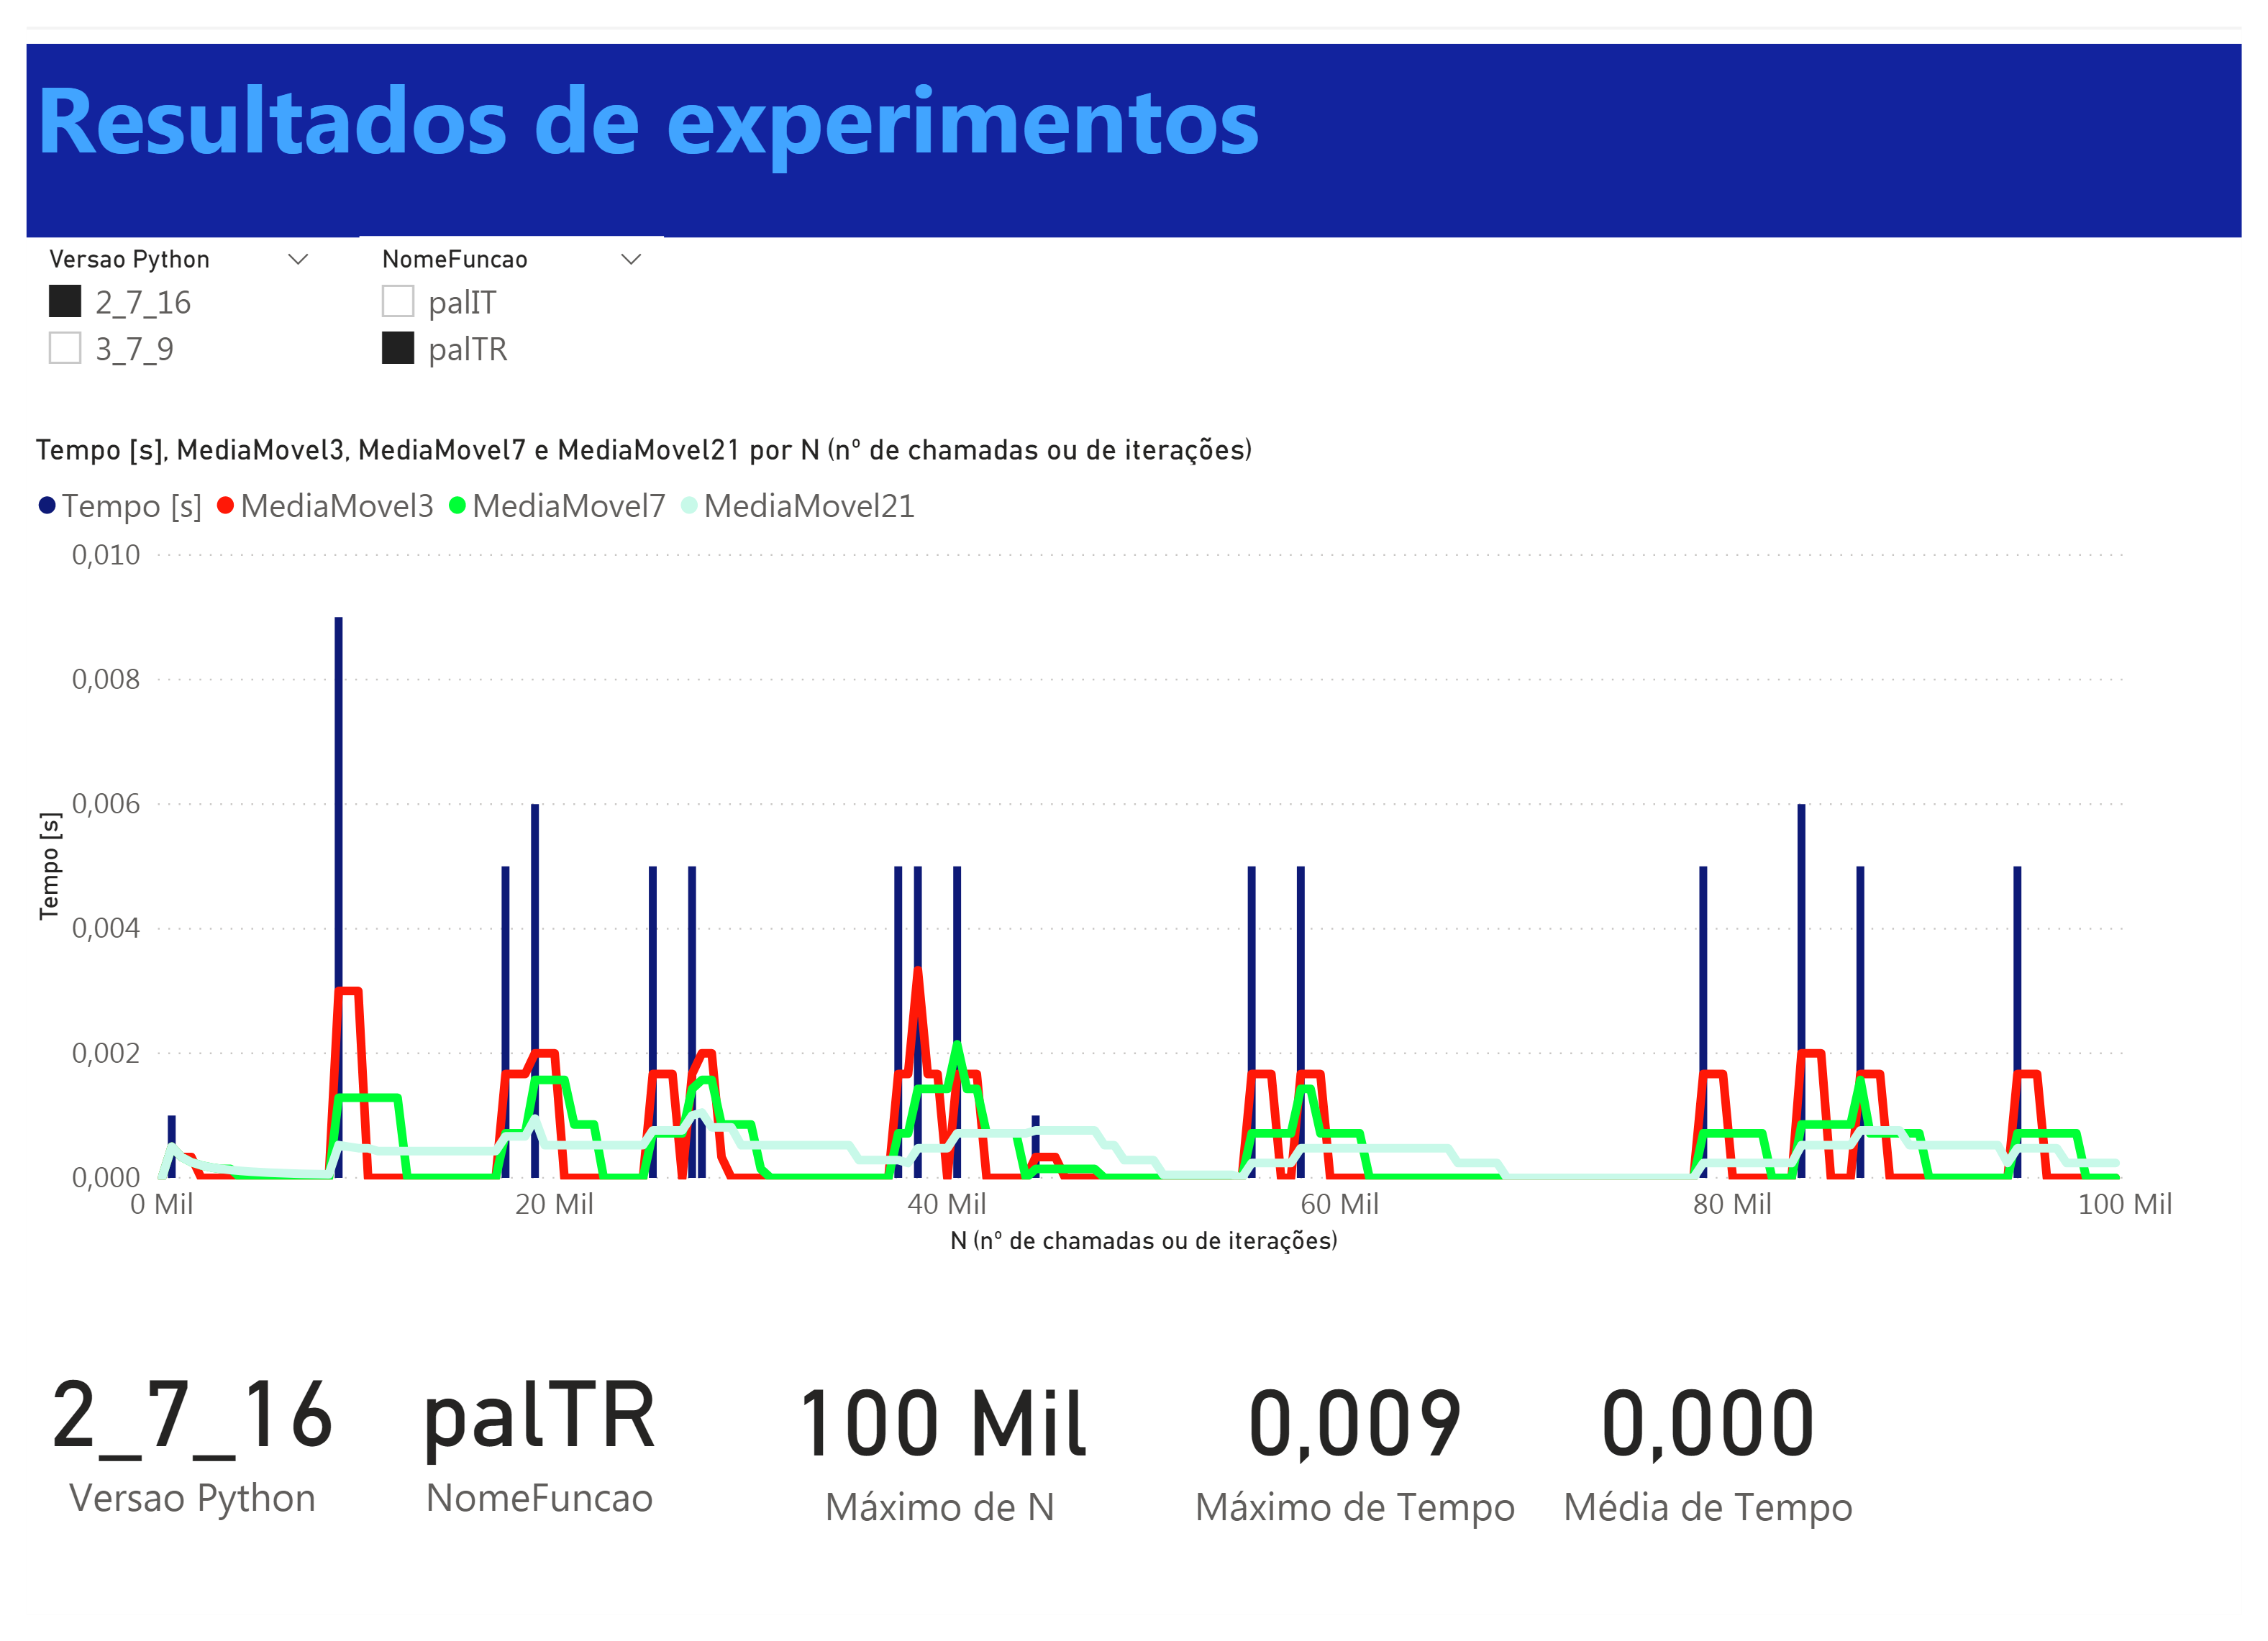 Resultados de experimentos
Versao Python
2_7_16
3_7_9
NomeFuncao
palIT
palTR
Tempo [s], MediaMovel3, MediaMovel7 e MediaMovel21 por N (nº de chamadas ou de iterações)
Tempo [s] MediaMovel3 MediaMovel7 MediaMovel21
0,010
0,008
0,006
0,004
0,002
0,000
Tempo [s]
0 Mil 20 Mil 40 Mil 60 Mil 80 Mil 100 Mil
N (nº de chamadas ou de iterações)
2_7_16
Versao Python
palTR
NomeFuncao
100 Mil
Máximo de N
0,009
Máximo de Tempo
0,000
Média de Tempo